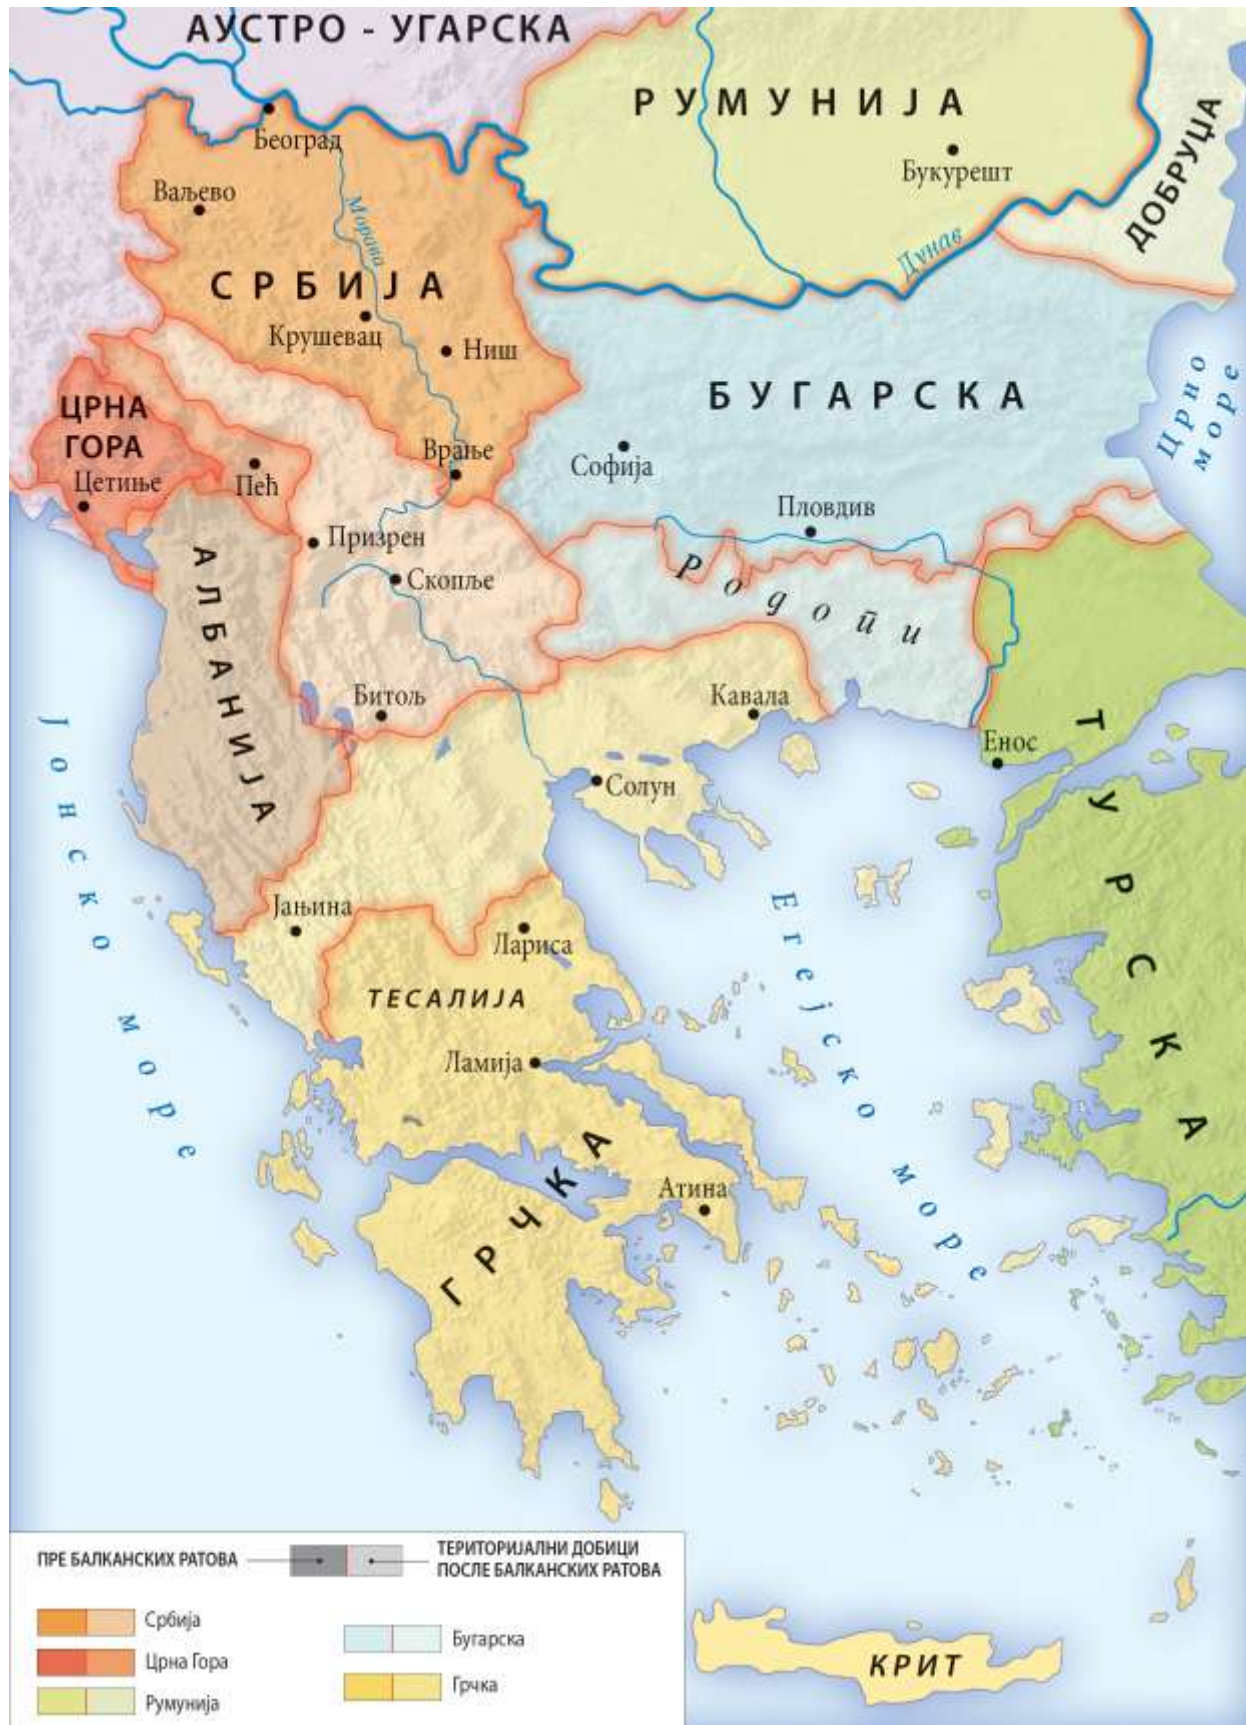 АУСТРО - УГАРСКА
РУМУНИЈА
Београд
Букурешт
ДОБРУЏА
Ваљево
Морава
Дунав
СРБИЈА
Крушевац
Ниш
Црно
море
ЦРНА
ГОРА
БУГАРСКА
Врање
Софија
Цетиње
Пећ
Пловдив
Призрен
Скопље
АЛБАНИЈА
Родопи
Битољ
Кавала
Енос
ТУРСКА
Солун
Јонско море
Јањина
Лариса
Егејско море
ТЕСАЛИЈА
Ламија
ГРЧКА
Атина
ПРЕ БАЛКАНСКИХ РАТОВА
ТЕРИТОРИЈАЛНИ ДОБИЦИ
ПОСЛЕ БАЛКАНСКИХ РАТОВА
Србија
Црна Гора
Румунија
Бугарска
Грчка
КРИТ